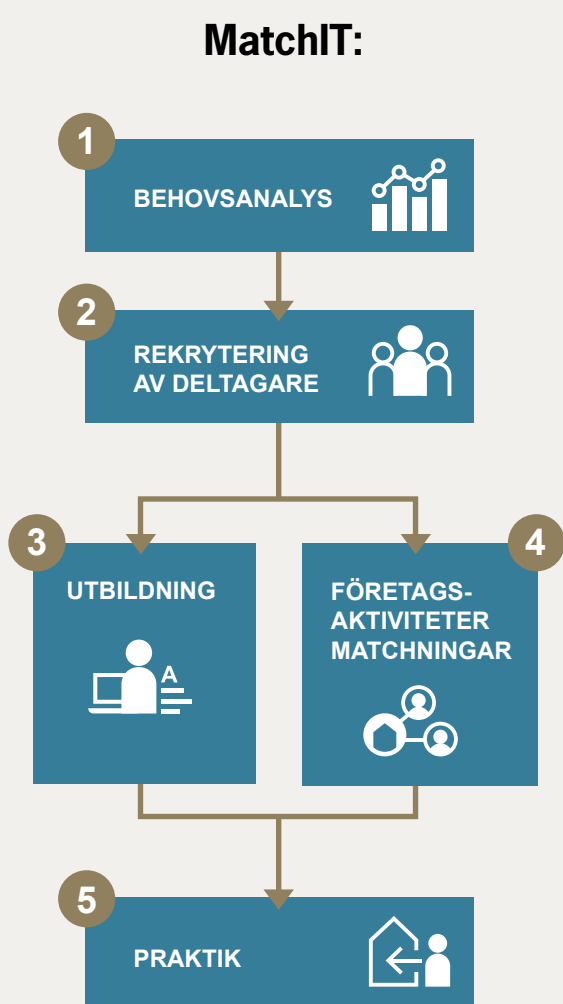 MatchIT:
1
BEHOVSANALYS
2
REKRYTERING
AV DELTAGARE
3
UTBILDNING
A
4
FÖRETAGS-
AKTIVITETER
MATCHNINGAR
5
PRAKTIK